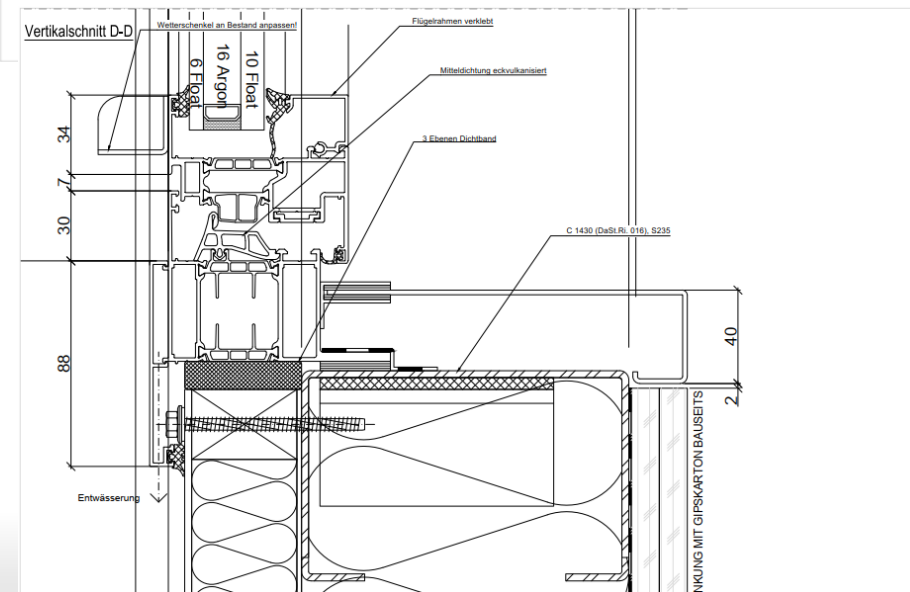 Vertikalschnitt D-D
Wetterschenkel an Bestand anpassen!
Flügelrahmen verklebt
6 Float
16 Argon
10 Float
Mitteldichtung eckvulkanisiert
3 Ebenen Dichtband
C 1430 (DaSt.Ri. 016), S235
34
7
30
88
40
2
Entwässerung
NKUNG MIT GIPSKARTON BAUSEITS